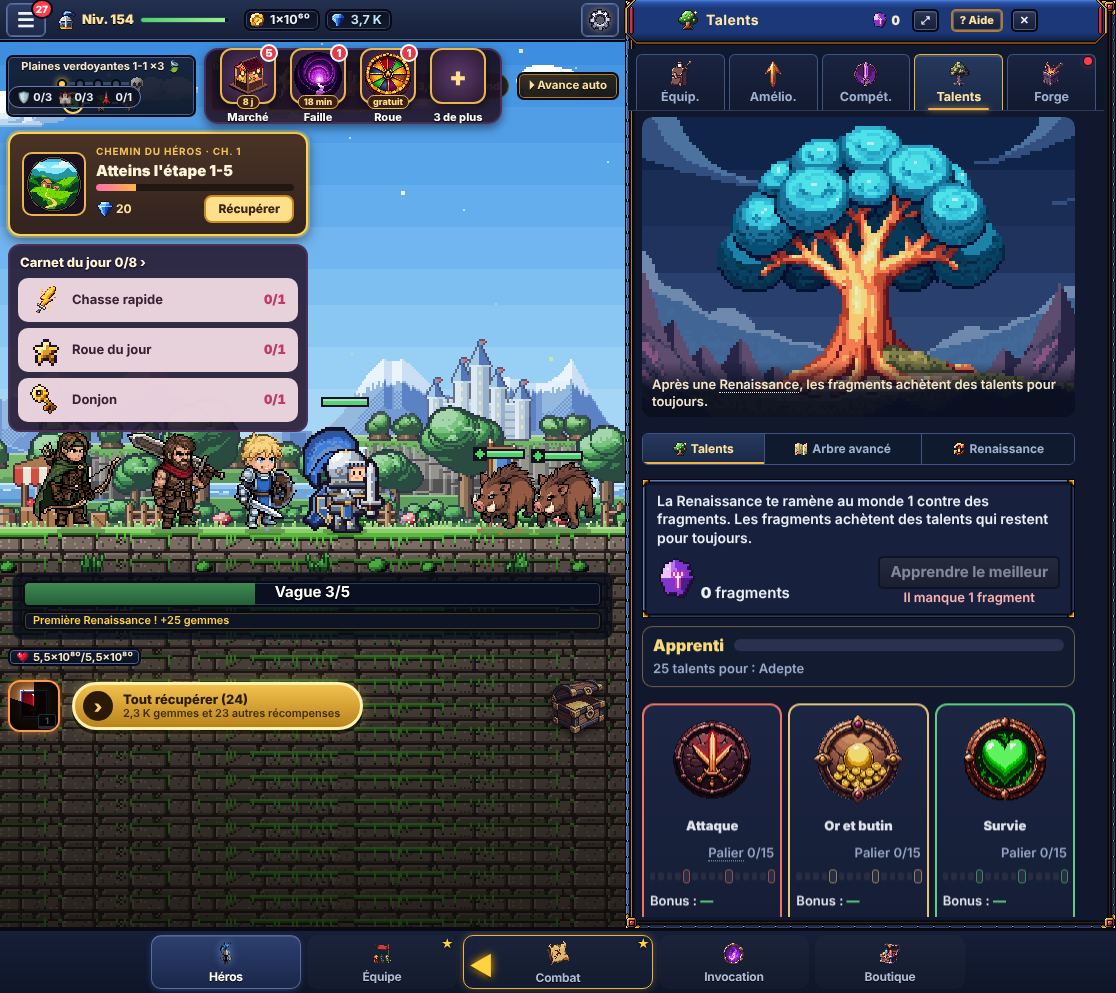 27
Niv. 154
1×10⁶⁰
3,7 K
Plaines verdoyantes 1-1 ×3
0/3
0/3
0/1
5
8 j
Marché
1
18 min
Faille
1
gratuit
Roue
+
3 de plus
Avance auto
CHEMIN DU HÉROS · CH. 1
Atteins l'étape 1-5
20
Récupérer
Carnet du jour 0/8 ›
Chasse rapide
0/1
Roue du jour
0/1
Donjon
0/1
Vague 3/5
Première Renaissance ! +25 gemmes
5,5×10⁸⁰/5,5×10⁸⁰
1
Tout récupérer (24)
2,3 K gemmes et 23 autres récompenses
Talents
0
? Aide
×
Équip.
Amélio.
Compét.
Talents
Forge
Après une Renaissance, les fragments achètent des talents pour
toujours.
Talents
Arbre avancé
Renaissance
La Renaissance te ramène au monde 1 contre des
fragments. Les fragments achètent des talents qui restent
pour toujours.
0 fragments
Apprendre le meilleur
Il manque 1 fragment
Apprenti
25 talents pour : Adepte
Attaque
Palier 0/15
Bonus : —
Or et butin
Palier 0/15
Bonus : —
Survie
Palier 0/15
Bonus : —
Héros
Équipe
Combat
Invocation
Boutique